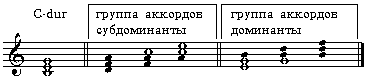 C-dur
группа аккордов
субдоминанты
группа аккордов
доминанты